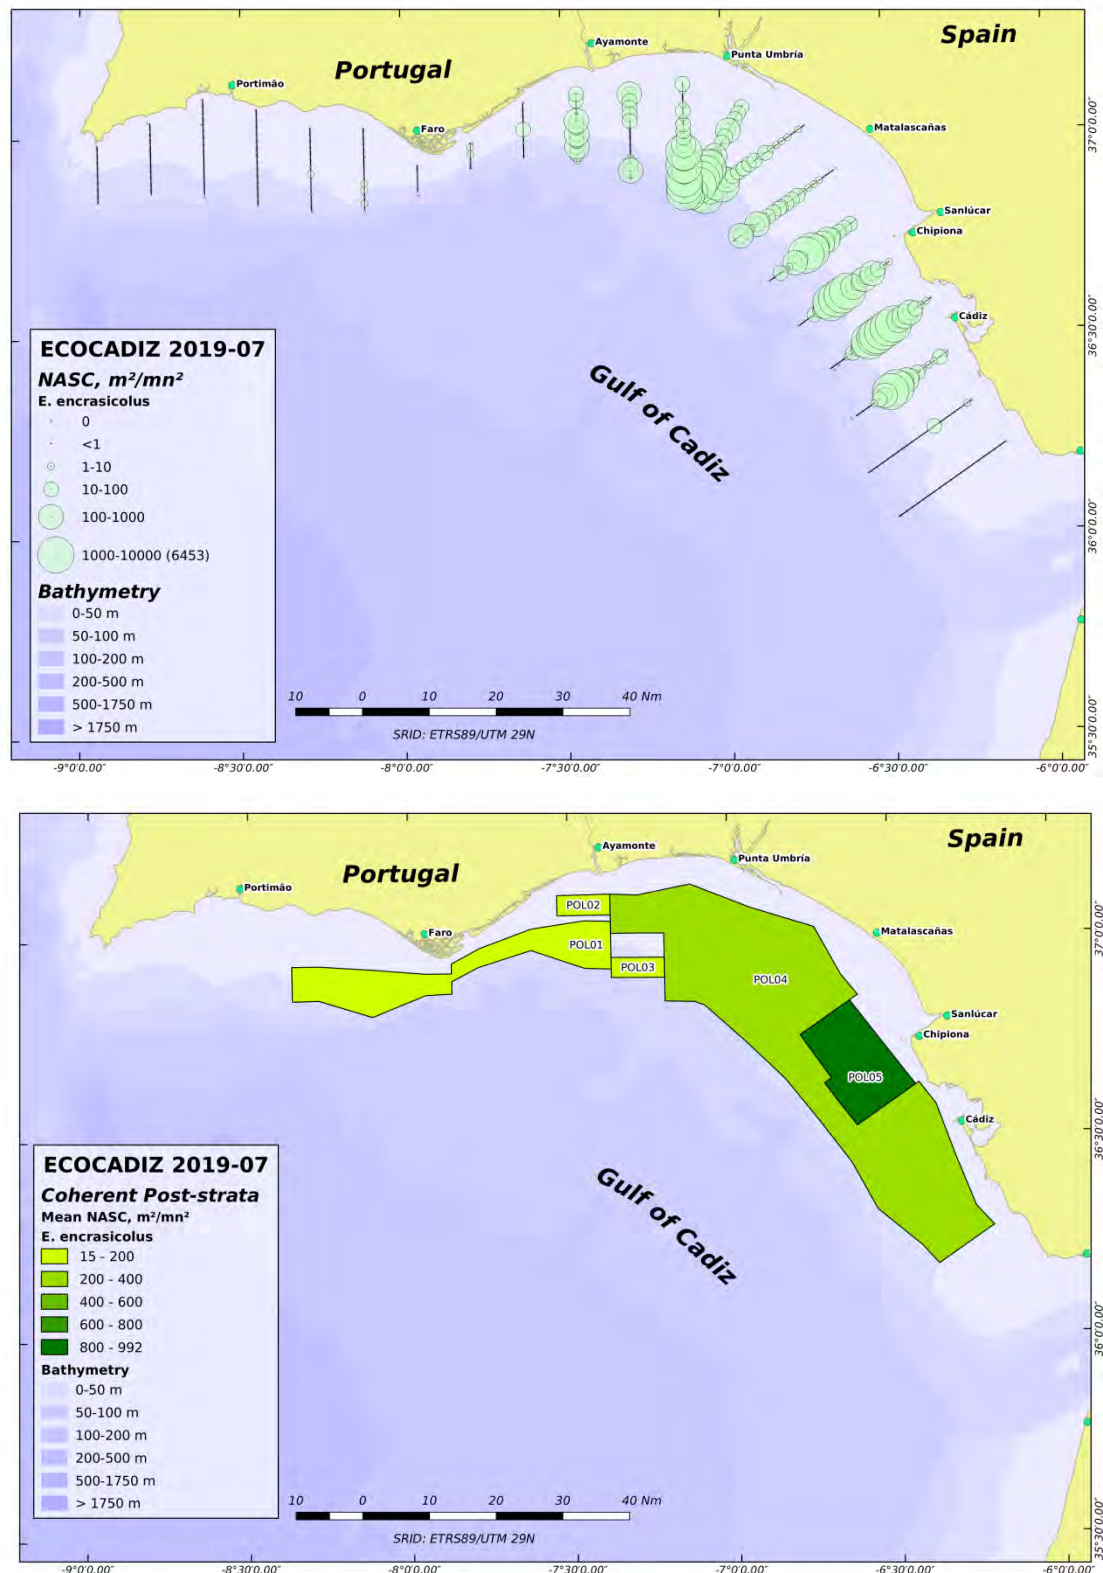 Spain
Ayamonte
Punta Umbría
Portugal
Portimão
Faro
Matalascañas
37°0'0.00"
Sanlúcar
Chipiona
Cádiz
36°30'0.00"
Gulf of Cadiz
ECOCADIZ 2019-07
NASC, m²/mn²
E. encrasicolus
0
<1
1-10
10-100
100-1000
1000-10000 (6453)
Bathymetry
0-50 m
50-100 m
100-200 m
200-500 m
500-1750 m
> 1750 m
36°0'0.00"
10 0 10 20 30 40 Nm
SRID: ETRS89/UTM 29N
35°30'0.00"
-9°0'0.00" -8°30'0.00" -8°0'0.00" -7°30'0.00" -7°0'0.00" -6°30'0.00" -6°0'0.00"
Spain
Ayamonte
Punta Umbría
Portugal
Portimão
Faro
Matalascañas
37°0'0.00"
POL02
POL01
POL03
POL04
POL05
Sanlúcar
Chipiona
Cádiz
36°30'0.00"
Gulf of Cadiz
ECOCADIZ 2019-07
Coherent Post-strata
Mean NASC, m²/mn²
E. encrasicolus
15 - 200
200 - 400
400 - 600
600 - 800
800 - 992
Bathymetry
0-50 m
50-100 m
100-200 m
200-500 m
500-1750 m
> 1750 m
36°0'0.00"
10 0 10 20 30 40 Nm
SRID: ETRS89/UTM 29N
35°30'0.00"
-9°0'0.00" -8°30'0.00" -8°0'0.00" -7°30'0.00" -7°0'0.00" -6°30'0.00" -6°0'0.00"